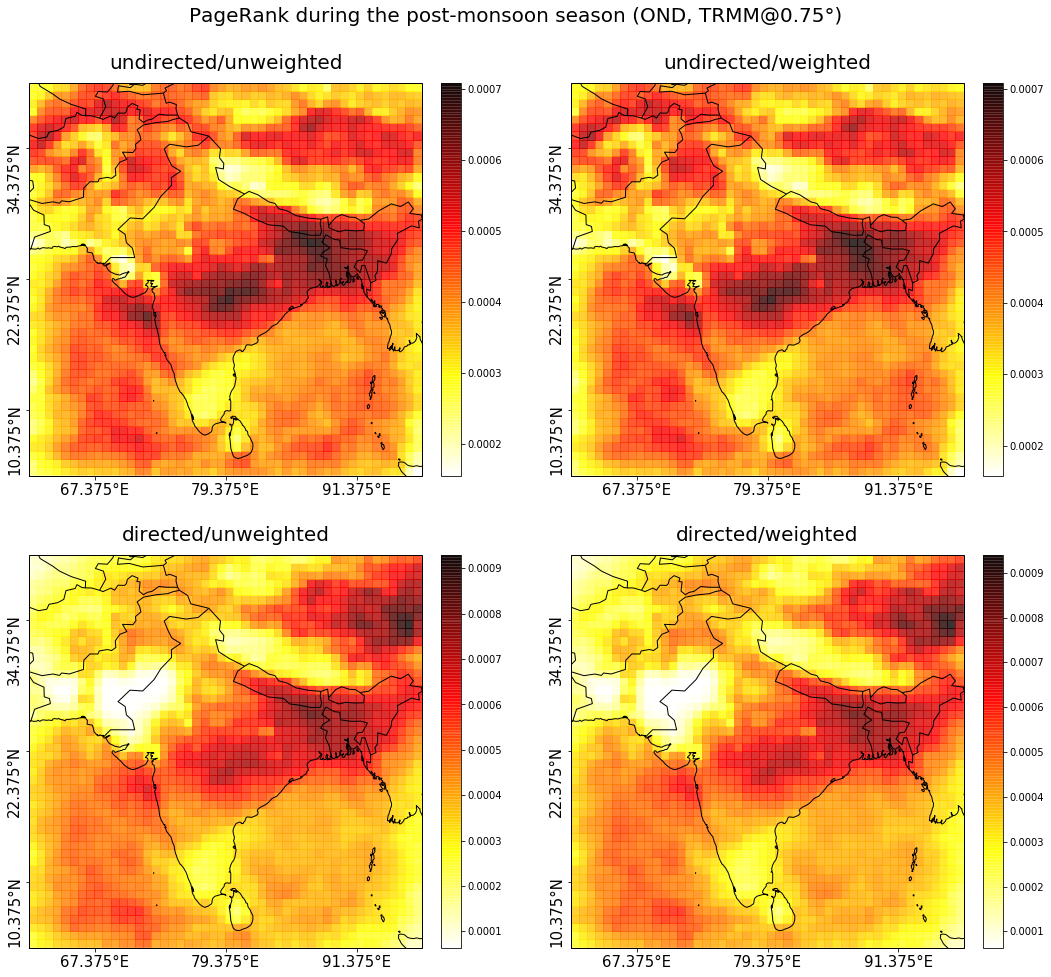 PageRank during the post-monsoon season (OND, TRMM@0.75°)
undirected/unweighted
undirected/weighted
34.375°N
22.375°N
10.375°N
67.375°E 79.375°E 91.375°E
0.0007
0.0006
0.0005
0.0004
0.0003
0.0002
34.375°N
22.375°N
10.375°N
67.375°E 79.375°E 91.375°E
0.0007
0.0006
0.0005
0.0004
0.0003
0.0002
directed/unweighted
directed/weighted
34.375°N
22.375°N
10.375°N
67.375°E 79.375°E 91.375°E
0.0009
0.0008
0.0007
0.0006
0.0005
0.0004
0.0003
0.0002
0.0001
34.375°N
22.375°N
10.375°N
67.375°E 79.375°E 91.375°E
0.0009
0.0008
0.0007
0.0006
0.0005
0.0004
0.0003
0.0002
0.0001